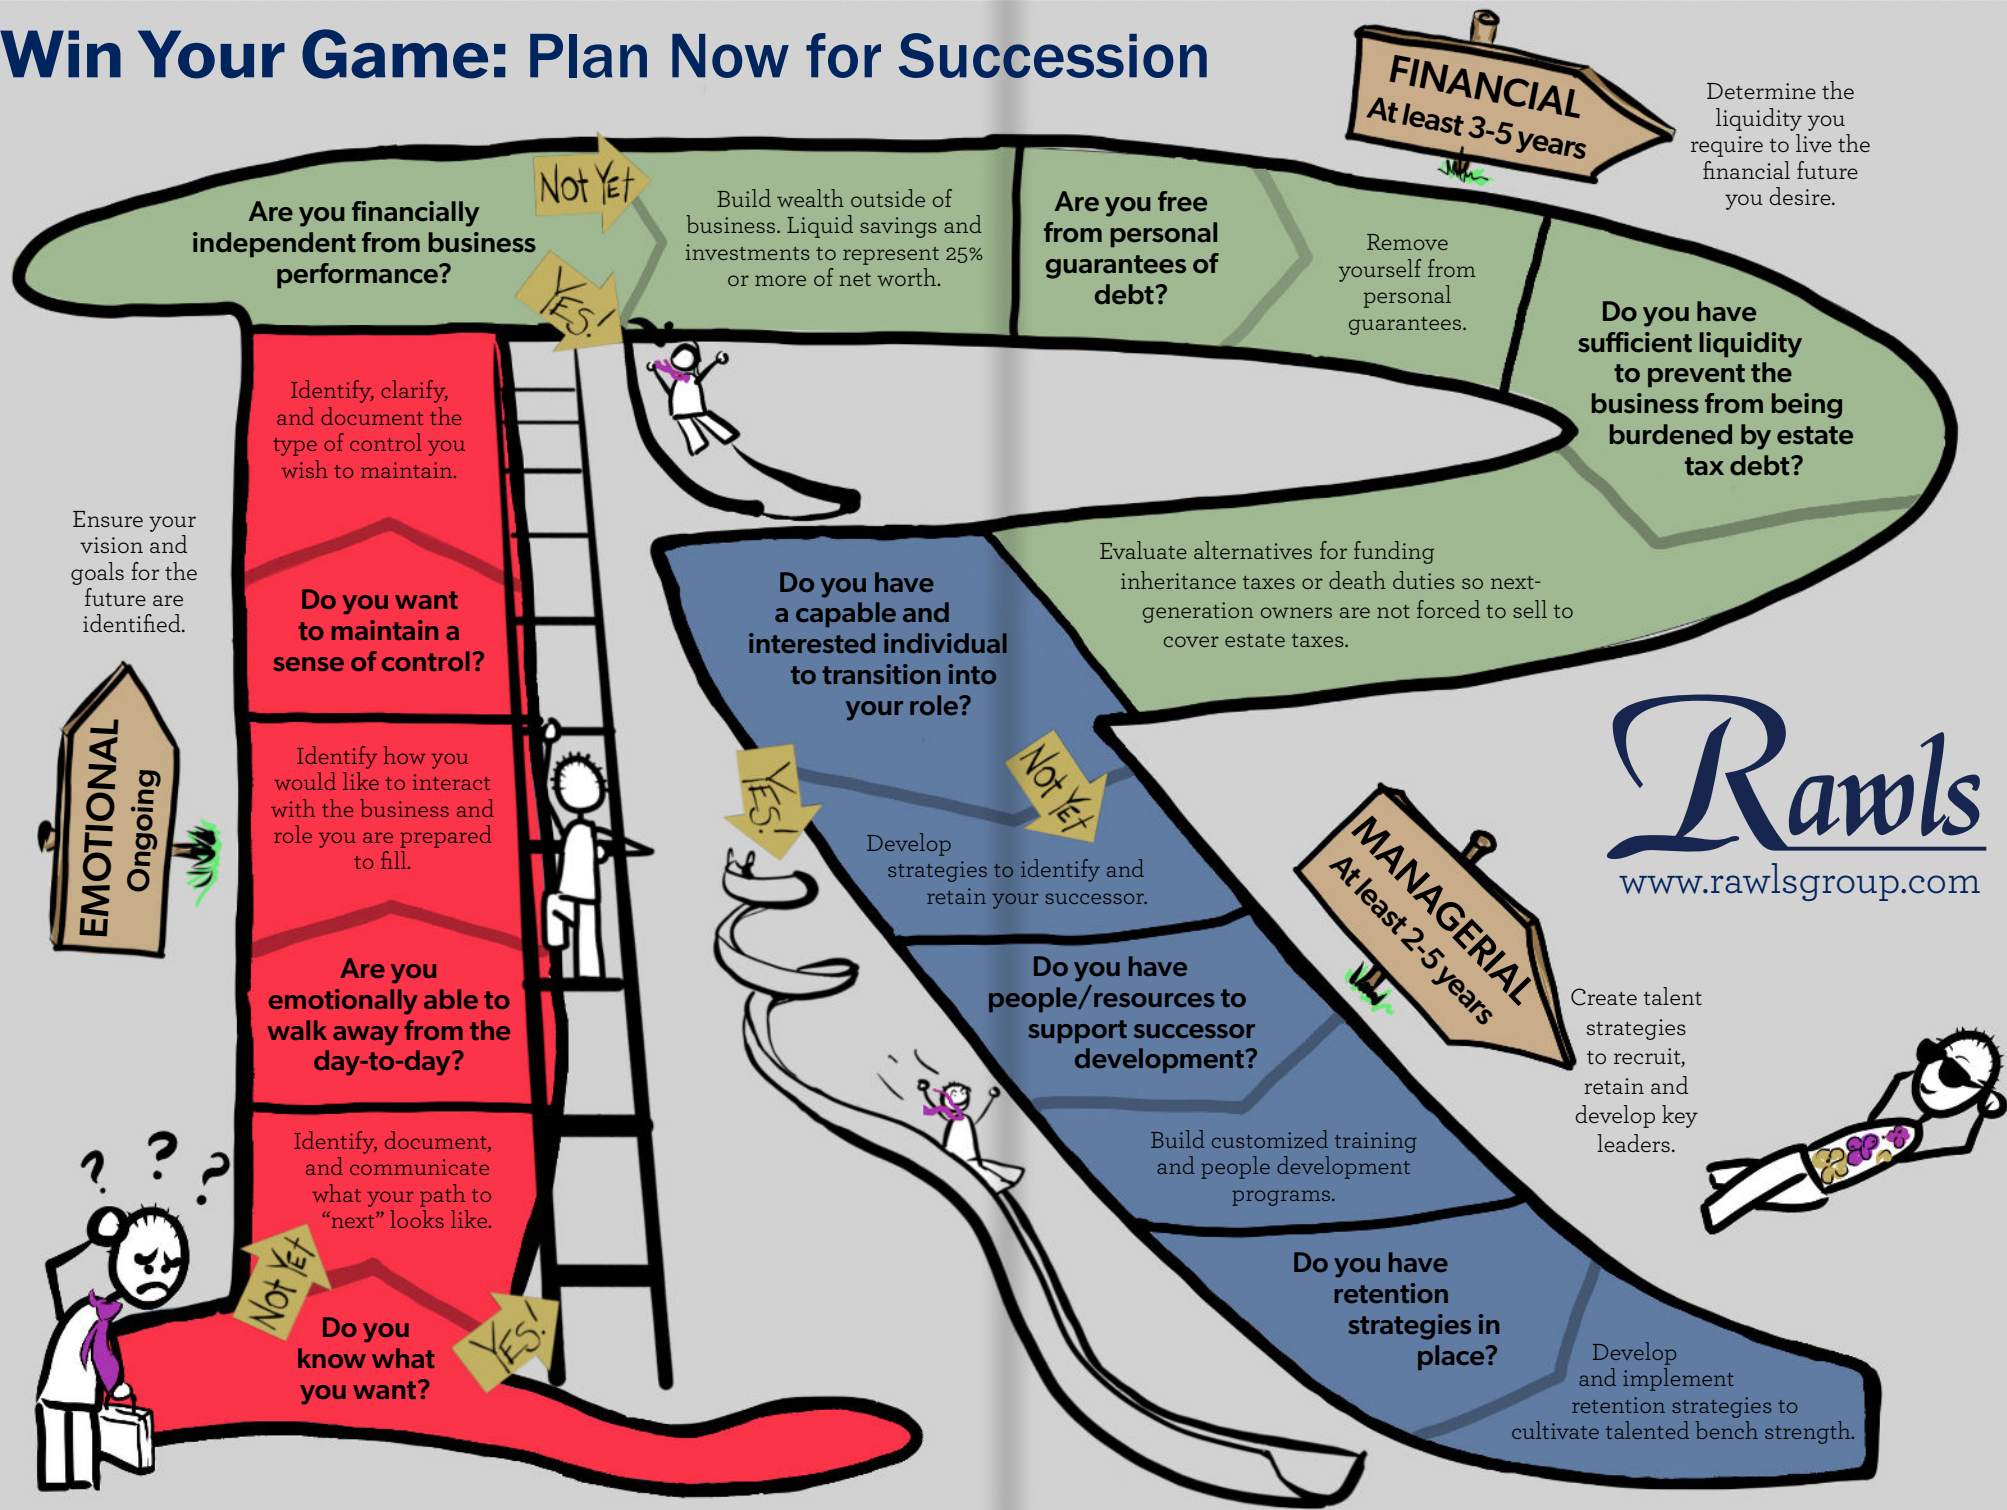 Win Your Game: Plan Now for Succession
FINANCIAL
At least 3-5 years
Determine the
liquidity you
require to live the
financial future
you desire.
Are you financially
independent from business
performance?
Not Yet
YES!
Build wealth outside of
business. Liquid savings and
investments to represent 25%
or more of net worth.
Are you free
from personal
guarantees of
debt?
Remove
yourself from
personal
guarantees.
Do you have
sufficient liquidity
to prevent the
business from being
burdened by estate
tax debt?
Evaluate alternatives for funding
inheritance taxes or death duties so next-
generation owners are not forced to sell to
cover estate taxes.
Identify, clarify,
and document the
type of control you
wish to maintain.
Do you want
to maintain a
sense of control?
Identify how you
would like to interact
with the business and
role you are prepared
to fill.
Are you
emotionally able to
walk away from the
day-to-day?
Identify, document,
and communicate
what your path to
“next” looks like.
Not Yet
YES!
Do you
know what
you want?
Ensure your
vision and
goals for the
future are
identified.
EMOTIONAL
Ongoing
? ? ?
Do you have
a capable and
interested individual
to transition into
your role?
YES!
Not Yet
Develop
strategies to identify and
retain your successor.
Do you have
people/resources to
support successor
development?
Build customized training
and people development
programs.
Do you have
retention
strategies in
place?
Develop
and implement
retention strategies to
cultivate talented bench strength.
MANAGERIAL
At least 2-5 years
Create talent
strategies
to recruit,
retain and
develop key
leaders.
Rawls
www.rawlsgroup.com